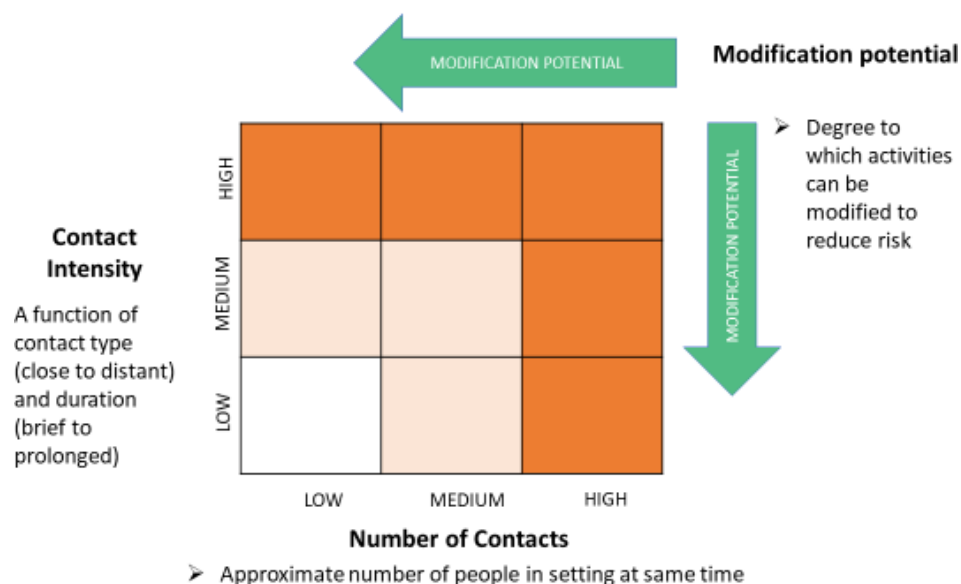 MODIFICATION POTENTIAL
Modification potential
➢ Degree to
which activities
can be
modified to
reduce risk
MODIFICATION POTENTIAL
Contact
Intensity
A function of
contact type
(close to distant)
and duration
(brief to
prolonged)
HIGH
MEDIUM
LOW
LOW
MEDIUM
HIGH
Number of Contacts
➢ Approximate number of people in setting at same time